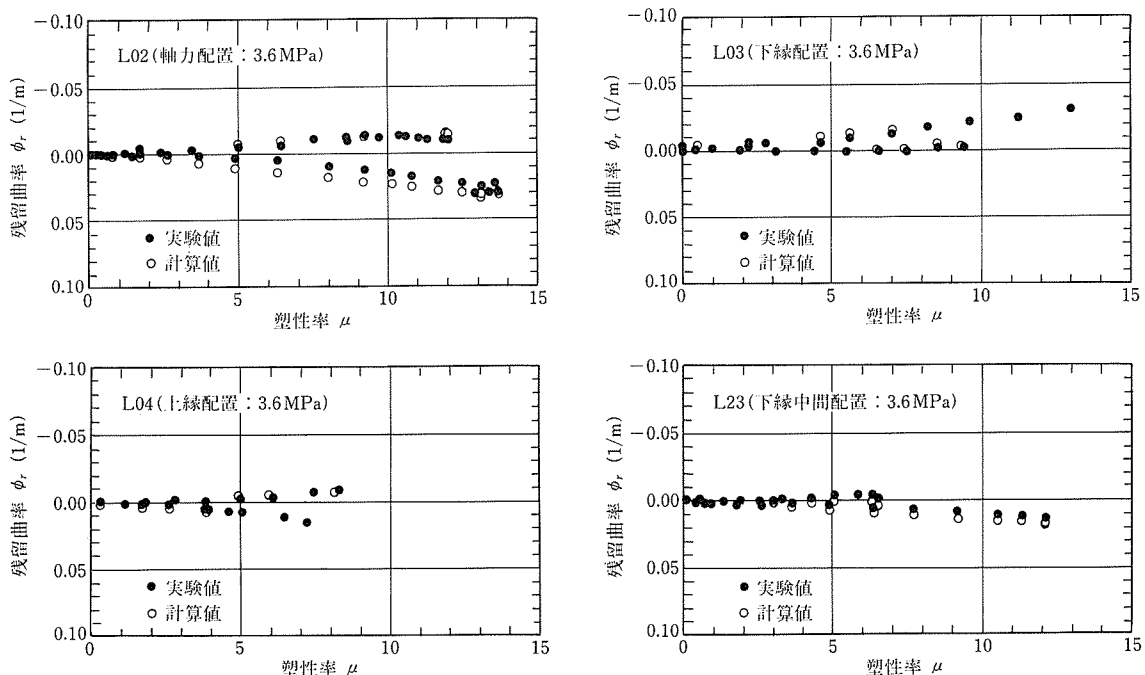 L02(軸力配置：3.6MPa)
残留曲率 φr (1/m)
−0.10
−0.05
0.00
0.05
0.10
● 実験値
○ 計算値
0 5 10 15
塑性率 μ
L03(下縁配置：3.6MPa)
残留曲率 φr (1/m)
−0.10
−0.05
0.00
0.05
0.10
● 実験値
○ 計算値
0 5 10 15
塑性率 μ
L04(上縁配置：3.6MPa)
残留曲率 φr (1/m)
−0.10
−0.05
0.00
0.05
0.10
● 実験値
○ 計算値
0 5 10 15
塑性率 μ
L23(下縁中間配置：3.6MPa)
残留曲率 φr (1/m)
−0.10
−0.05
0.00
0.05
0.10
● 実験値
○ 計算値
0 5 10 15
塑性率 μ